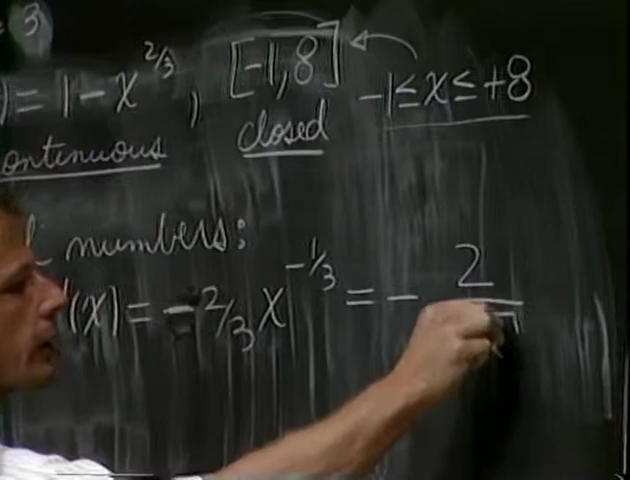 = 3
) = 1 - x^2/3, [-1, 8] -1 ≤ x ≤ +8
ontinuous closed
l numbers:
'(x) = - 2/3 x^-1/3 = - 2